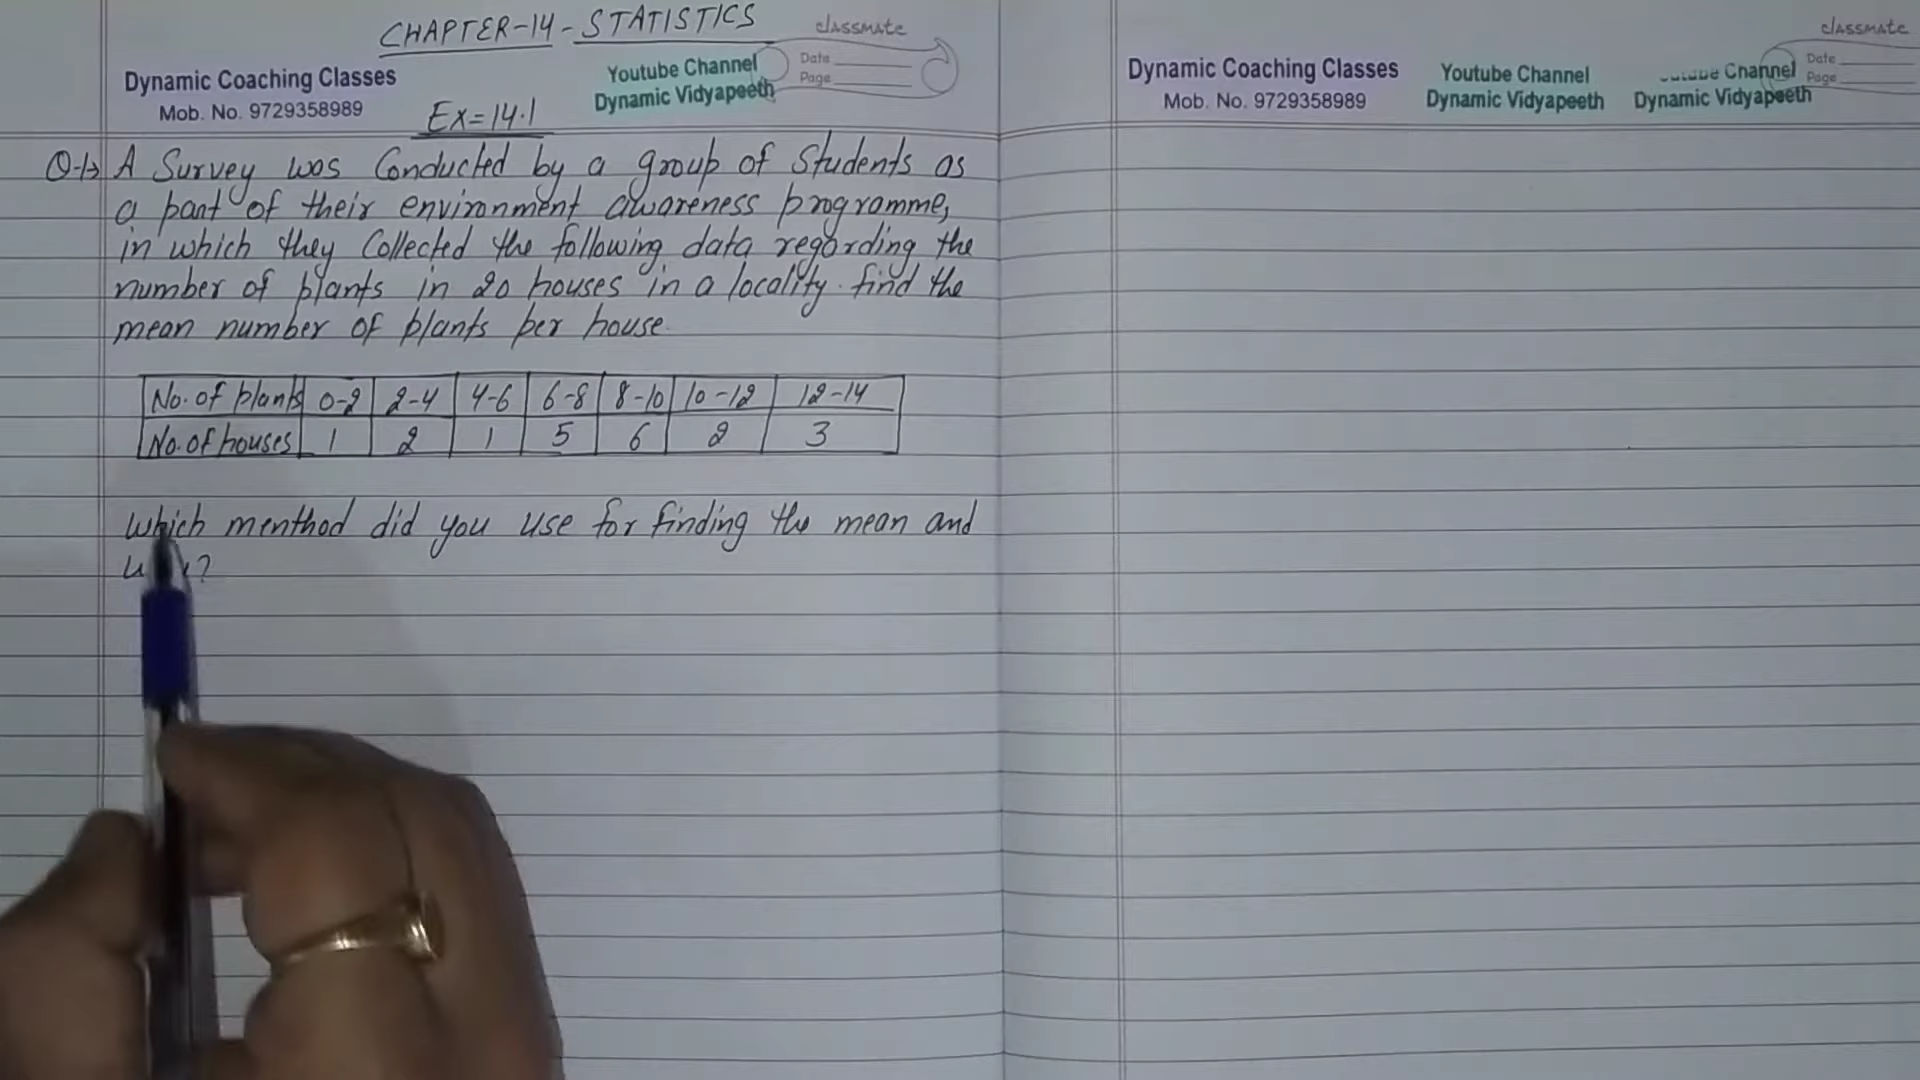 CHAPTER-14-STATISTICS
classmate
Date
Page
Dynamic Coaching Classes
Mob. No. 9729358989
Youtube Channel
Dynamic Vidyapeeth
Ex=14.1
Q-1→ A Survey was Conducted by a group of Students as
a part of their environment awareness programme,
in which they Collected the following data regarding the
number of plants in 20 houses in a locality. find the
mean number of plants per house.
No. of plants 0-2 2-4 4-6 6-8 8-10 10-12 12-14
No. of houses 1 2 1 5 6 2 3
Which menthod did you use for finding the mean and
classmate
Date
Page
Dynamic Coaching Classes
Mob. No. 9729358989
Youtube Channel
Dynamic Vidyapeeth
Channel
Dynamic Vidyapeeth